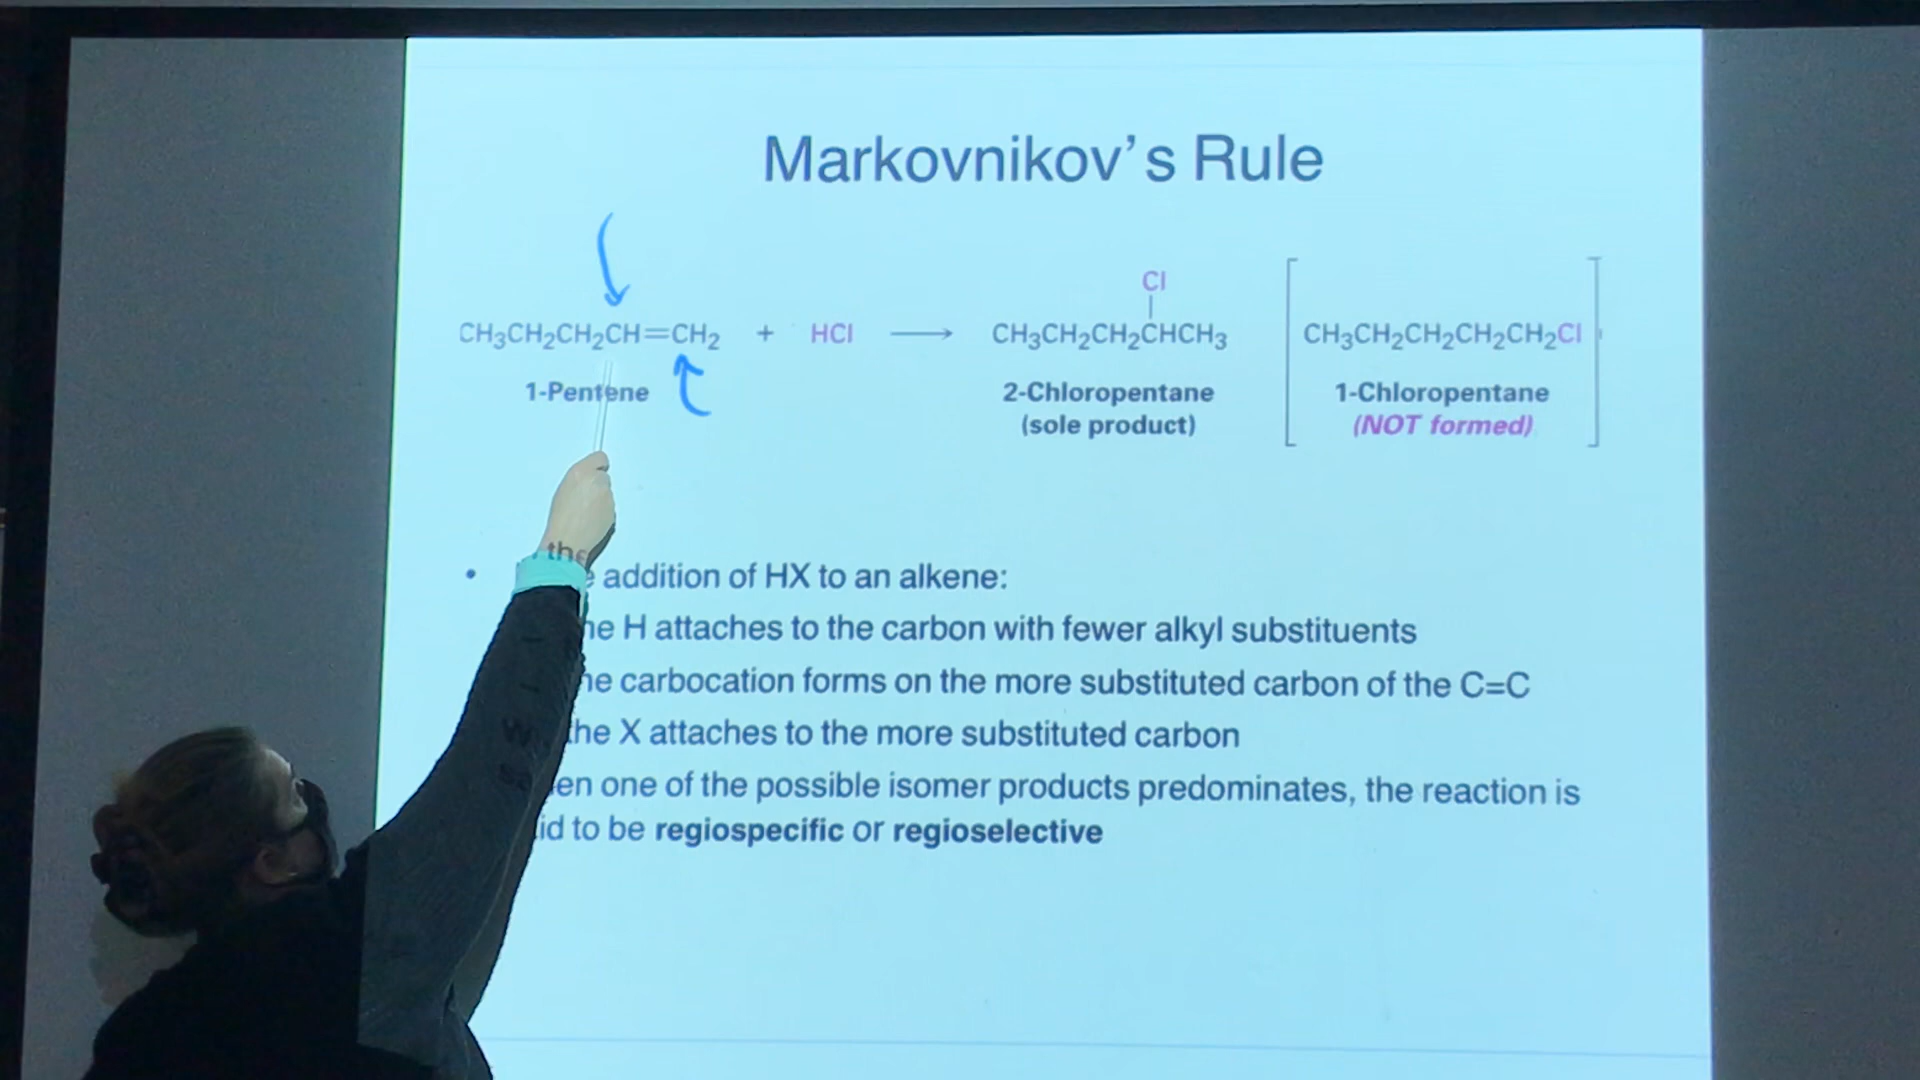 Markovnikov's Rule
Cl
CH₃CH₂CH₂CH=CH₂ + HCl ⟶ CH₃CH₂CH₂CHCH₃ [CH₃CH₂CH₂CH₂CH₂Cl]
1-Pentene 2-Chloropentane 1-Chloropentane
(sole product) (NOT formed)
• the addition of HX to an alkene:
H attaches to the carbon with fewer alkyl substituents
carbocation forms on the more substituted carbon of the C=C
the X attaches to the more substituted carbon
one of the possible isomer products predominates, the reaction is
to be regiospecific or regioselective